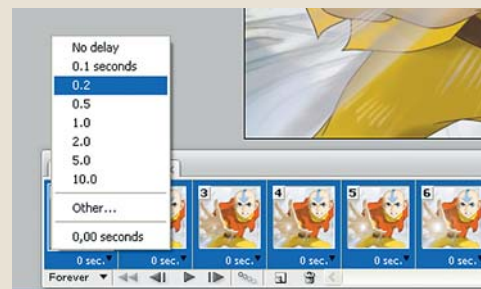 No delay
0.1 seconds
0.2
0.5
1.0
2.0
5.0
10.0
Other...
0,00 seconds
3 4 5 6
0 sec. 0 sec. 0 sec. 0 sec. 0 sec. 0 sec.
Forever